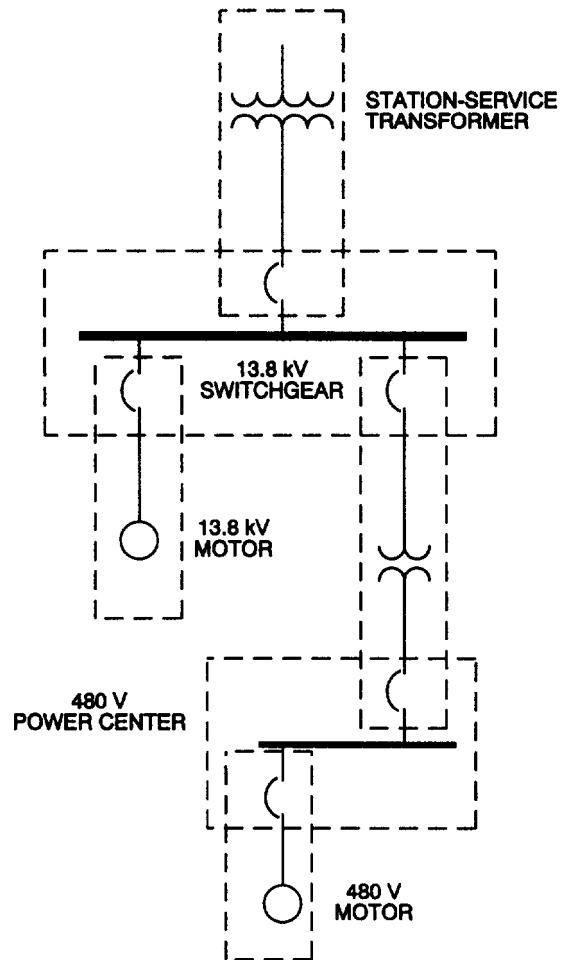 STATION-SERVICE
TRANSFORMER
13.8 kV
SWITCHGEAR
13.8 kV
MOTOR
480 V
POWER CENTER
480 V
MOTOR